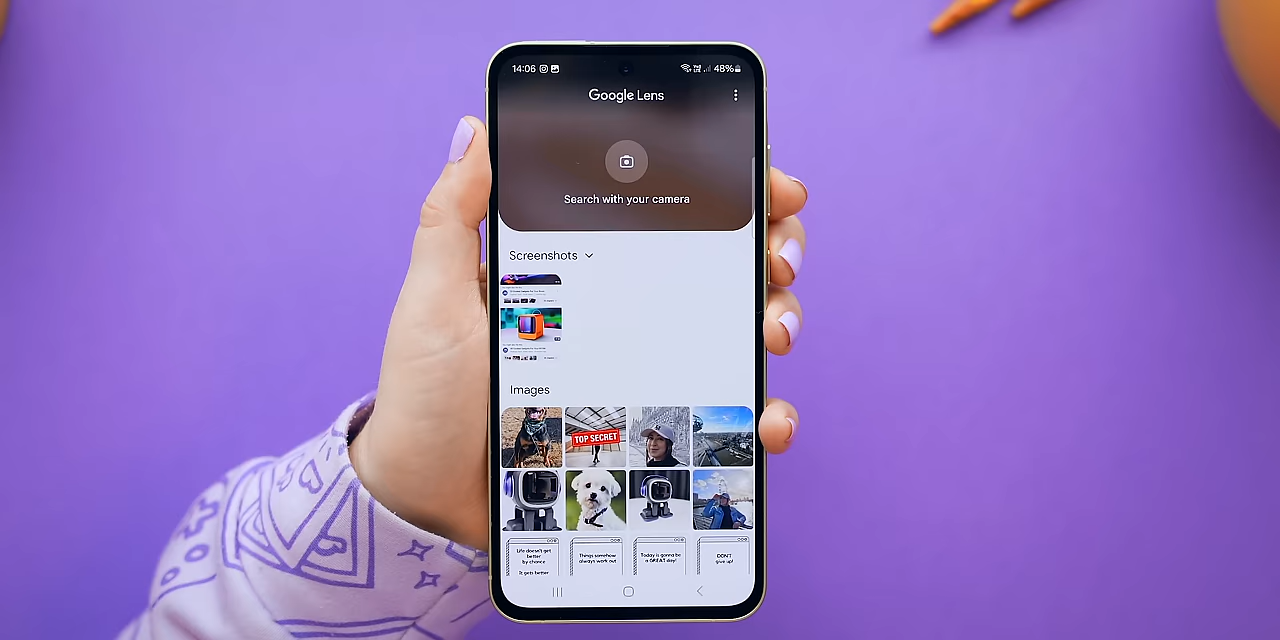 14:06
48%
Google Lens
Search with your camera
Screenshots
Images
TOP SECRET
Life doesn't get
better
by chance
It gets better
Things somehow
always work out
Today is gonna be
a GREAT day!
DON'T
give up!